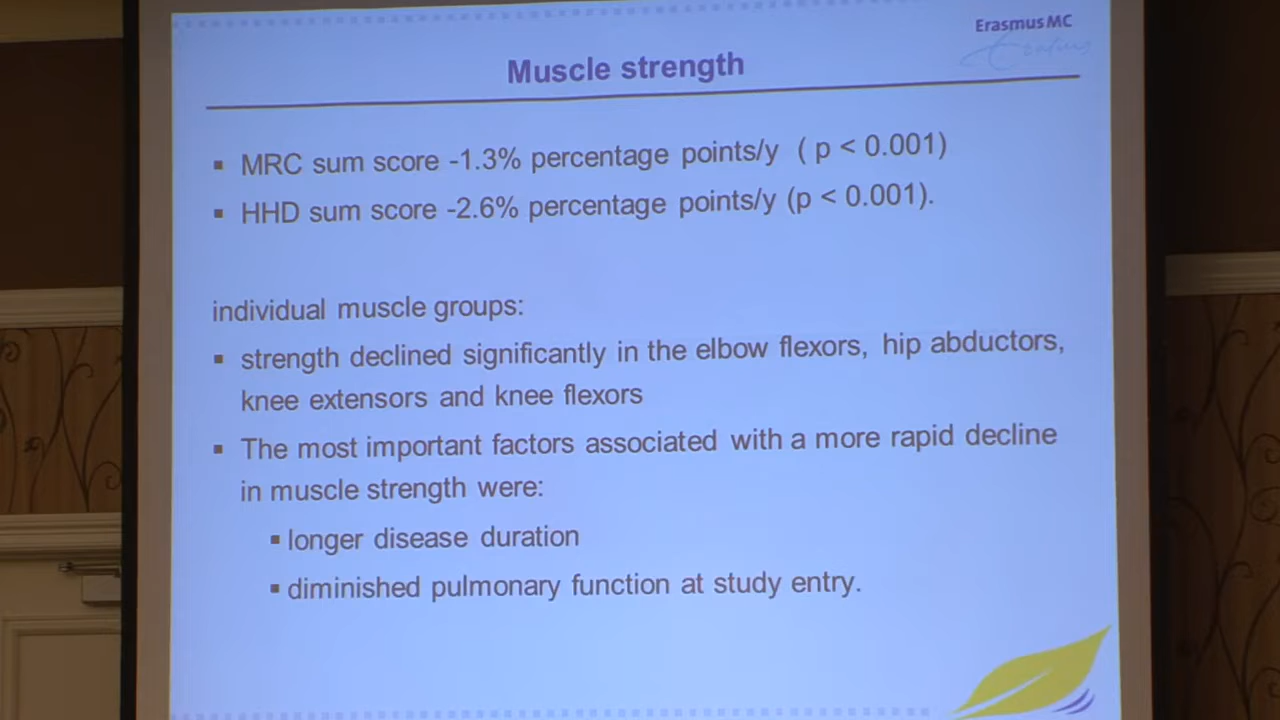 Erasmus MC
Erasmus
Muscle strength
▪ MRC sum score -1.3% percentage points/y ( p < 0.001)
▪ HHD sum score -2.6% percentage points/y (p < 0.001).
individual muscle groups:
▪ strength declined significantly in the elbow flexors, hip abductors,
knee extensors and knee flexors
▪ The most important factors associated with a more rapid decline
in muscle strength were:
▪ longer disease duration
▪ diminished pulmonary function at study entry.